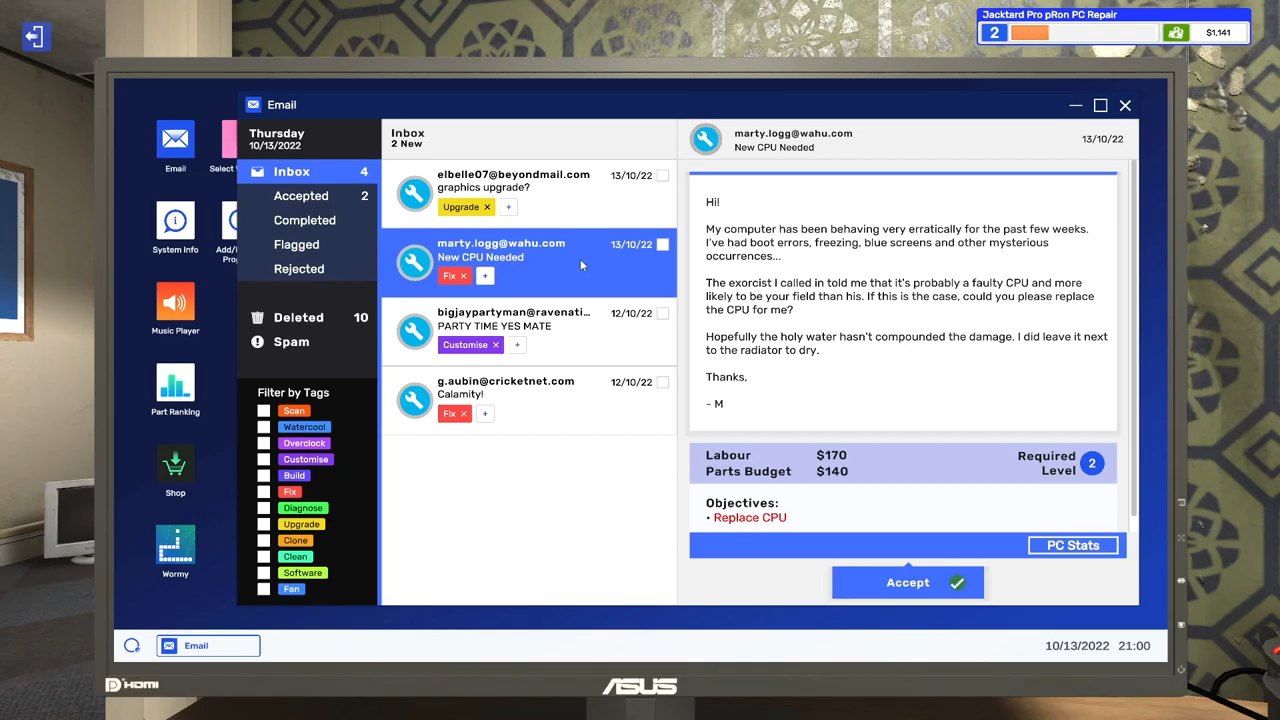 Jacktard Pro pRon PC Repair
2
$1,141
Email
Thursday
10/13/2022
Inbox 4
Accepted 2
Completed
Flagged
Rejected
Deleted 10
Spam
Filter by Tags
Scan
Watercool
Overclock
Customise
Build
Fix
Diagnose
Upgrade
Clone
Clean
Software
Fan
Inbox
2 New
elbelle07@beyondmail.com 13/10/22
graphics upgrade?
Upgrade × +
marty.logg@wahu.com 13/10/22
New CPU Needed
Fix × +
bigjaypartyman@ravenati... 12/10/22
PARTY TIME YES MATE
Customise × +
g.aubin@cricketnet.com 12/10/22
Calamity!
Fix × +
marty.logg@wahu.com 13/10/22
New CPU Needed
Hi!
My computer has been behaving very erratically for the past few weeks.
I've had boot errors, freezing, blue screens and other mysterious
occurrences...
The exorcist I called in told me that it's probably a faulty CPU and more
likely to be your field than his. If this is the case, could you please replace
the CPU for me?
Hopefully the holy water hasn't compounded the damage. I did leave it next
to the radiator to dry.
Thanks,
- M
Labour $170
Parts Budget $140
Required
Level 2
Objectives:
• Replace CPU
PC Stats
Accept
Email
Select
System Info
Add/
Music Player
Part Ranking
Shop
Wormy
Email
10/13/2022 21:00
HDMI
ASUS